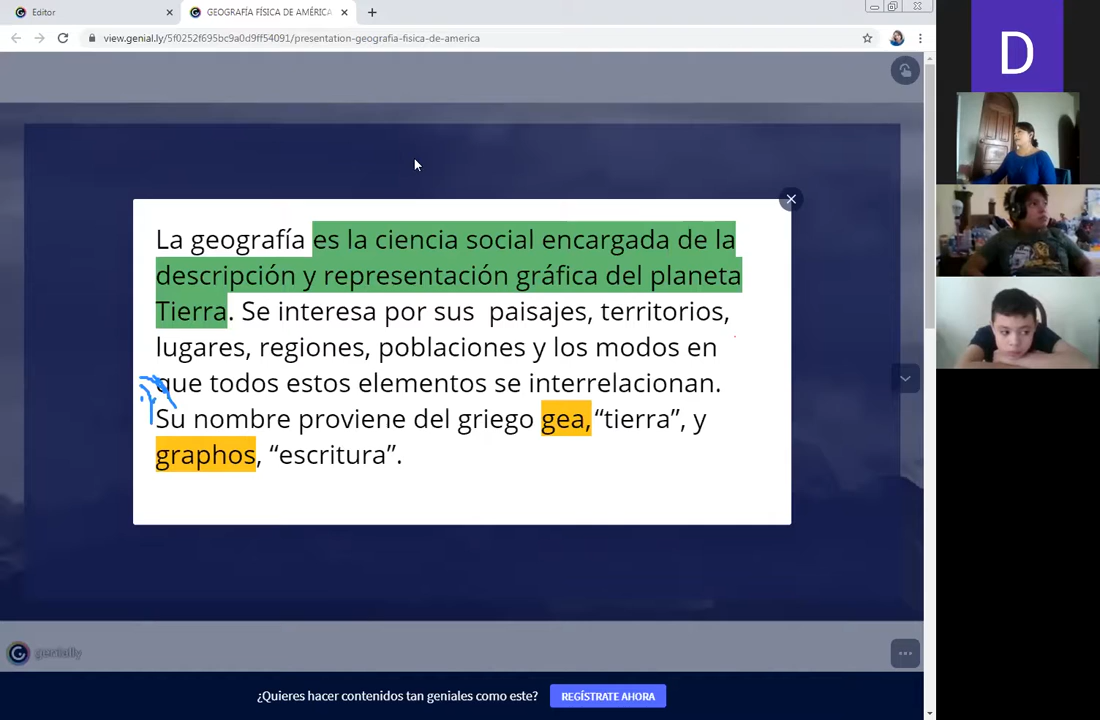 Editor
GEOGRAFÍA FÍSICA DE AMÉRICA
view.genial.ly/5f0252f695bc9a0d9ff54091/presentation-geografia-fisica-de-america
D
La geografía es la ciencia social encargada de la
descripción y representación gráfica del planeta
Tierra. Se interesa por sus paisajes, territorios,
lugares, regiones, poblaciones y los modos en
que todos estos elementos se interrelacionan.
Su nombre proviene del griego gea, “tierra”, y
graphos, “escritura”.
genially
¿Quieres hacer contenidos tan geniales como este?
REGÍSTRATE AHORA